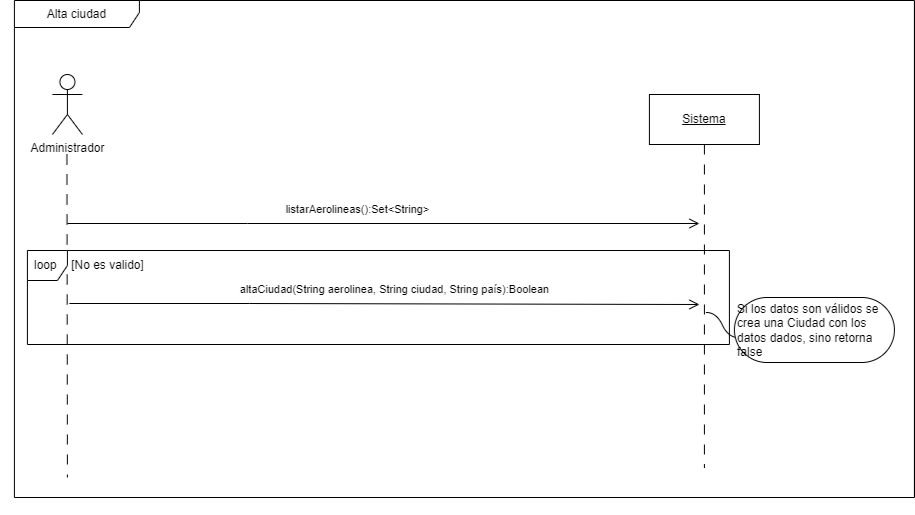 Alta ciudad
Administrador
Sistema
listarAerolineas():Set<String>
loop
[No es valido]
altaCiudad(String aerolinea, String ciudad, String país):Boolean
Si los datos son válidos se
crea una Ciudad con los
datos dados, sino retorna
false